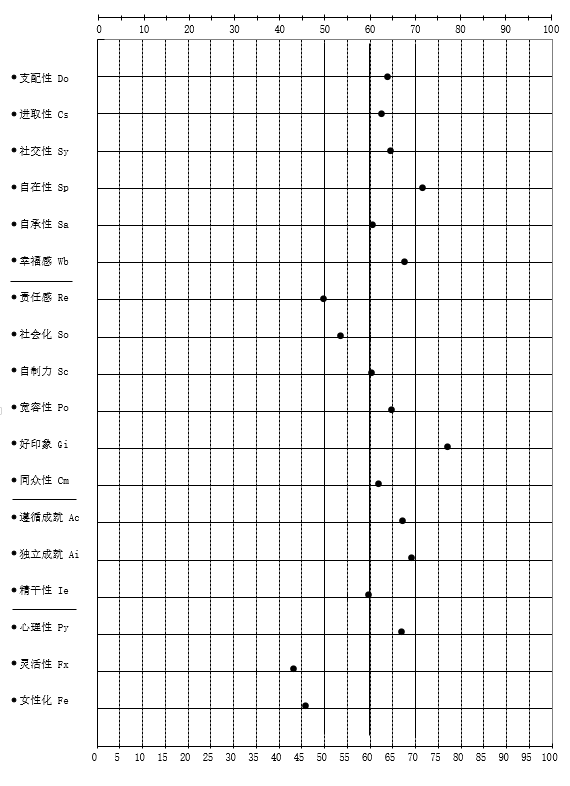 0 10 20 30 40 50 60 70 80 90 100
● 支配性 Do
● 进取性 Cs
● 社交性 Sy
● 自在性 Sp
● 自承性 Sa
● 幸福感 Wb
● 责任感 Re
● 社会化 So
● 自制力 Sc
● 宽容性 Po
● 好印象 Gi
● 同众性 Cm
● 遵循成就 Ac
● 独立成就 Ai
● 精干性 Ie
● 心理性 Py
● 灵活性 Fx
● 女性化 Fe
0 5 10 15 20 25 30 35 40 45 50 55 60 65 70 75 80 85 90 95 100